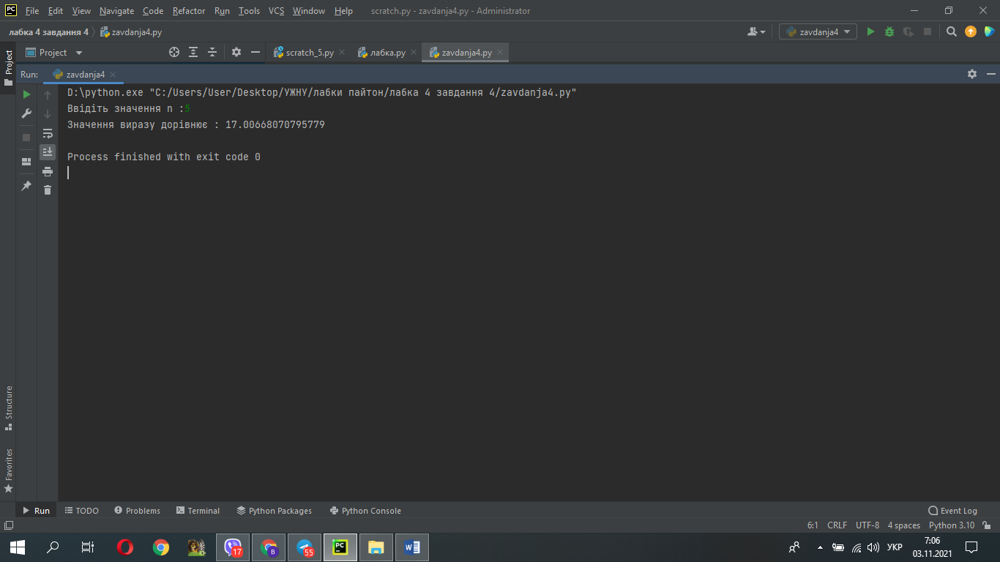 PC File Edit View Navigate Code Refactor Run Tools VCS Window Help scratch.py - zavdanja4.py - Administrator
лабка 4 завдання 4 zavdanja4.py zavdanja4
Project scratch_5.py лабка.py zavdanja4.py
Project
Run: zavdanja4
D:\python.exe "C:/Users/User/Desktop/УЖНУ/лабки пайтон/лабка 4 завдання 4/zavdanja4.py"
Ввідіть значення n :5
Значення виразу дорівнює : 17.00668070795779
Process finished with exit code 0
Structure
Favorites
Run TODO Problems Terminal Python Packages Python Console Event Log
6:1 CRLF UTF-8 4 spaces Python 3.10
17 B 55 PC W УКР 7:06
03.11.2021